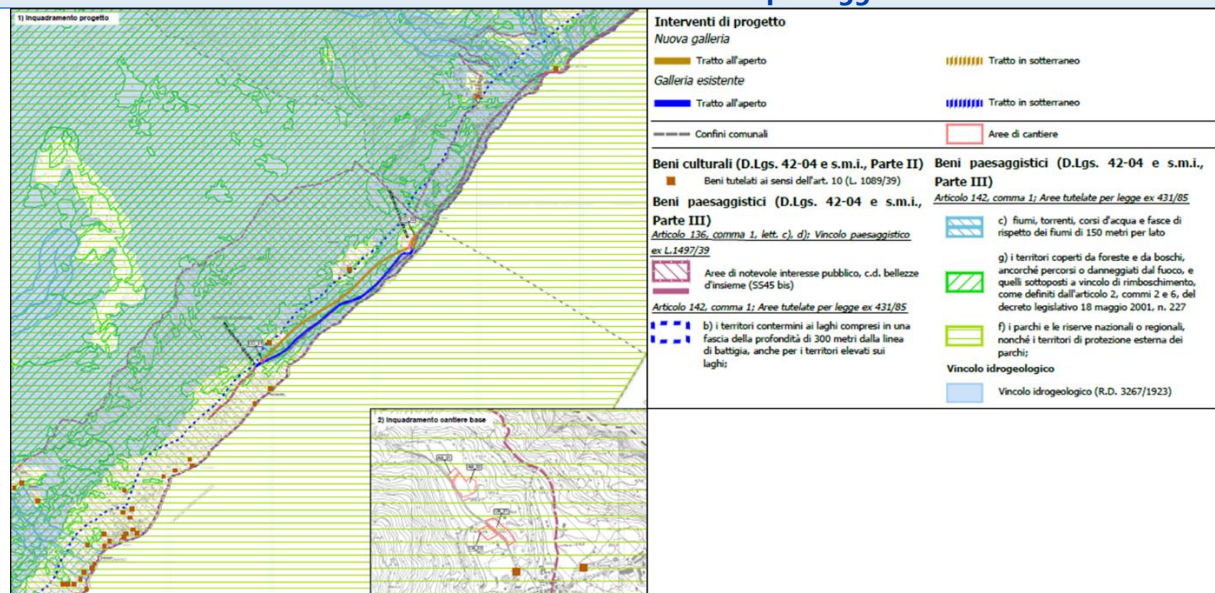 1) Inquadramento progetto
2) Inquadramento cantiere base
Interventi di progetto
Nuova galleria
Tratto all'aperto
Tratto in sotterraneo
Galleria esistente
Tratto all'aperto
Tratto in sotterraneo
Confini comunali
Aree di cantiere
Beni culturali (D.Lgs. 42-04 e s.m.i., Parte II)
Beni tutelati ai sensi dell'art. 10 (L. 1089/39)
Beni paesaggistici (D.Lgs. 42-04 e s.m.i.,
Parte III)
Articolo 136, comma 1, lett. c), d); Vincolo paesaggistico
ex L.1497/39
Aree di notevole interesse pubblico, c.d. bellezze
d'insieme (SS45 bis)
Articolo 142, comma 1; Aree tutelate per legge ex 431/85
b) i territori contermini ai laghi compresi in una
fascia della profondità di 300 metri dalla linea
di battigia, anche per i territori elevati sui
laghi;
Beni paesaggistici (D.Lgs. 42-04 e s.m.i.,
Parte III)
Articolo 142, comma 1; Aree tutelate per legge ex 431/85
c) fiumi, torrenti, corsi d'acqua e fasce di
rispetto dei fiumi di 150 metri per lato
g) i territori coperti da foreste e da boschi,
ancorché percorsi o danneggiati dal fuoco, e
quelli sottoposti a vincolo di rimboschimento,
come definiti dall'articolo 2, commi 2 e 6, del
decreto legislativo 18 maggio 2001, n. 227
f) i parchi e le riserve nazionali o regionali,
nonché i territori di protezione esterna dei
parchi;
Vincolo idrogeologico
Vincolo idrogeologico (R.D. 3267/1923)